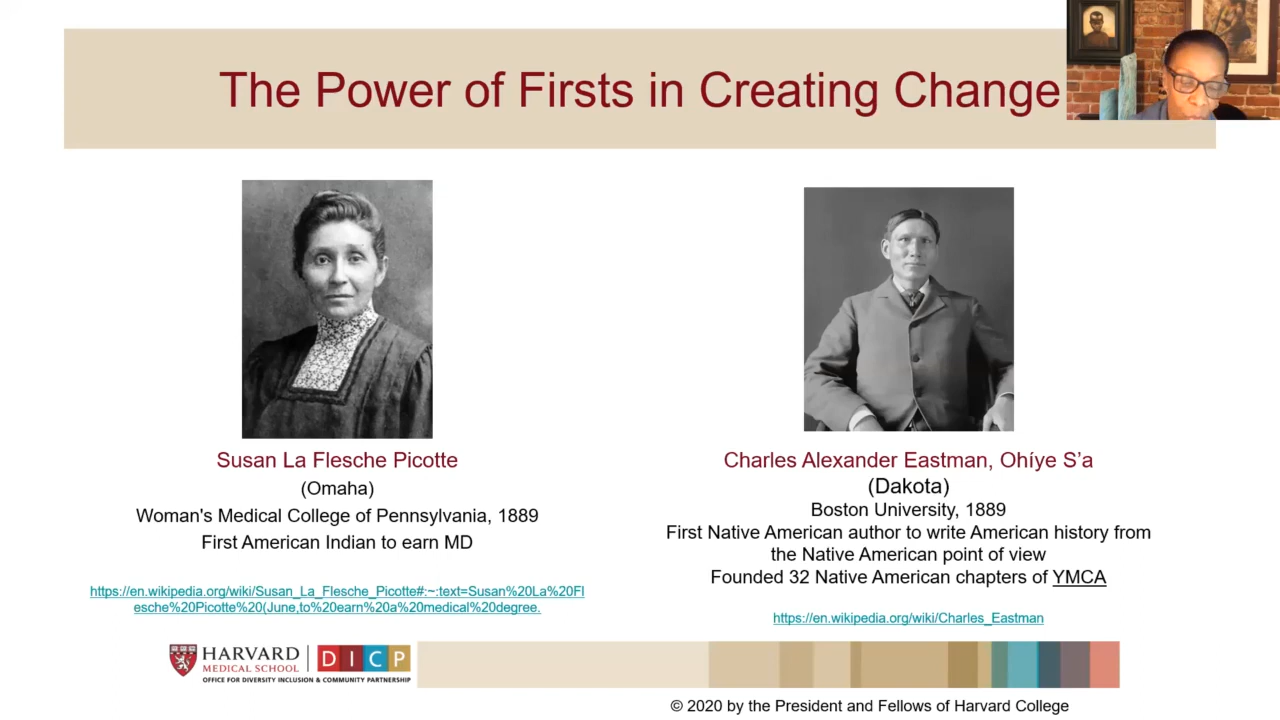 The Power of Firsts in Creating Change
Susan La Flesche Picotte
(Omaha)
Woman's Medical College of Pennsylvania, 1889
First American Indian to earn MD
https://en.wikipedia.org/wiki/Susan_La_Flesche_Picotte#:~:text=Susan%20La%20Fl
esche%20Picotte%20(June,to%20earn%20a%20medical%20degree.
Charles Alexander Eastman, Ohíye S’a
(Dakota)
Boston University, 1889
First Native American author to write American history from
the Native American point of view
Founded 32 Native American chapters of YMCA
https://en.wikipedia.org/wiki/Charles_Eastman
HARVARD
MEDICAL SCHOOL
DICP
OFFICE FOR DIVERSITY INCLUSION & COMMUNITY PARTNERSHIP
© 2020 by the President and Fellows of Harvard College